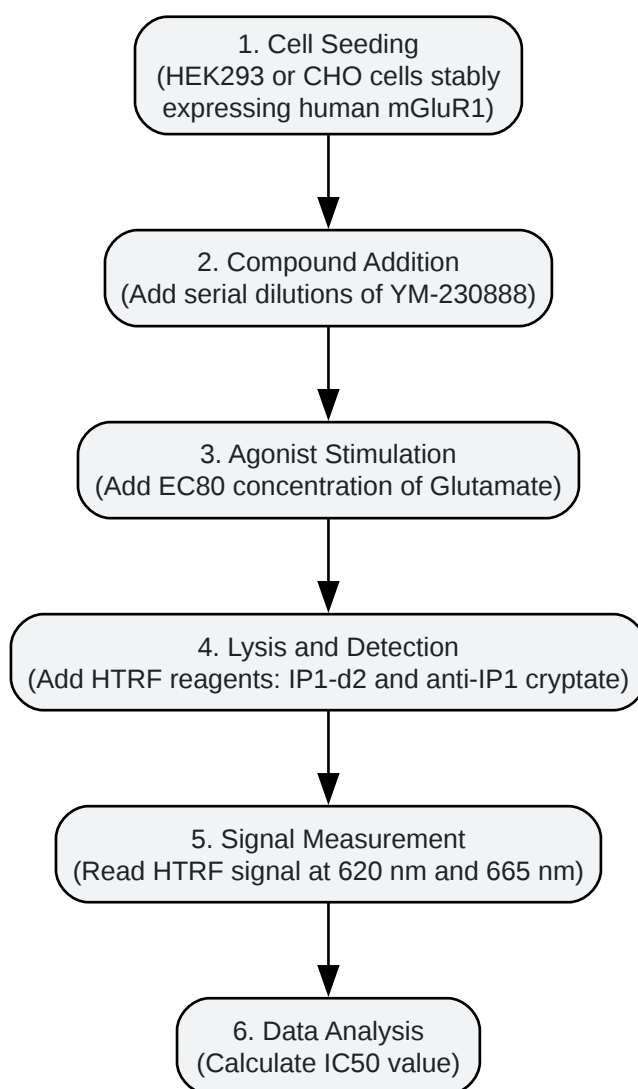 1. Cell Seeding
(HEK293 or CHO cells stably
expressing human mGluR1)
2. Compound Addition
(Add serial dilutions of YM-230888)
3. Agonist Stimulation
(Add EC80 concentration of Glutamate)
4. Lysis and Detection
(Add HTRF reagents: IP1-d2 and anti-IP1 cryptate)
5. Signal Measurement
(Read HTRF signal at 620 nm and 665 nm)
6. Data Analysis
(Calculate IC50 value)